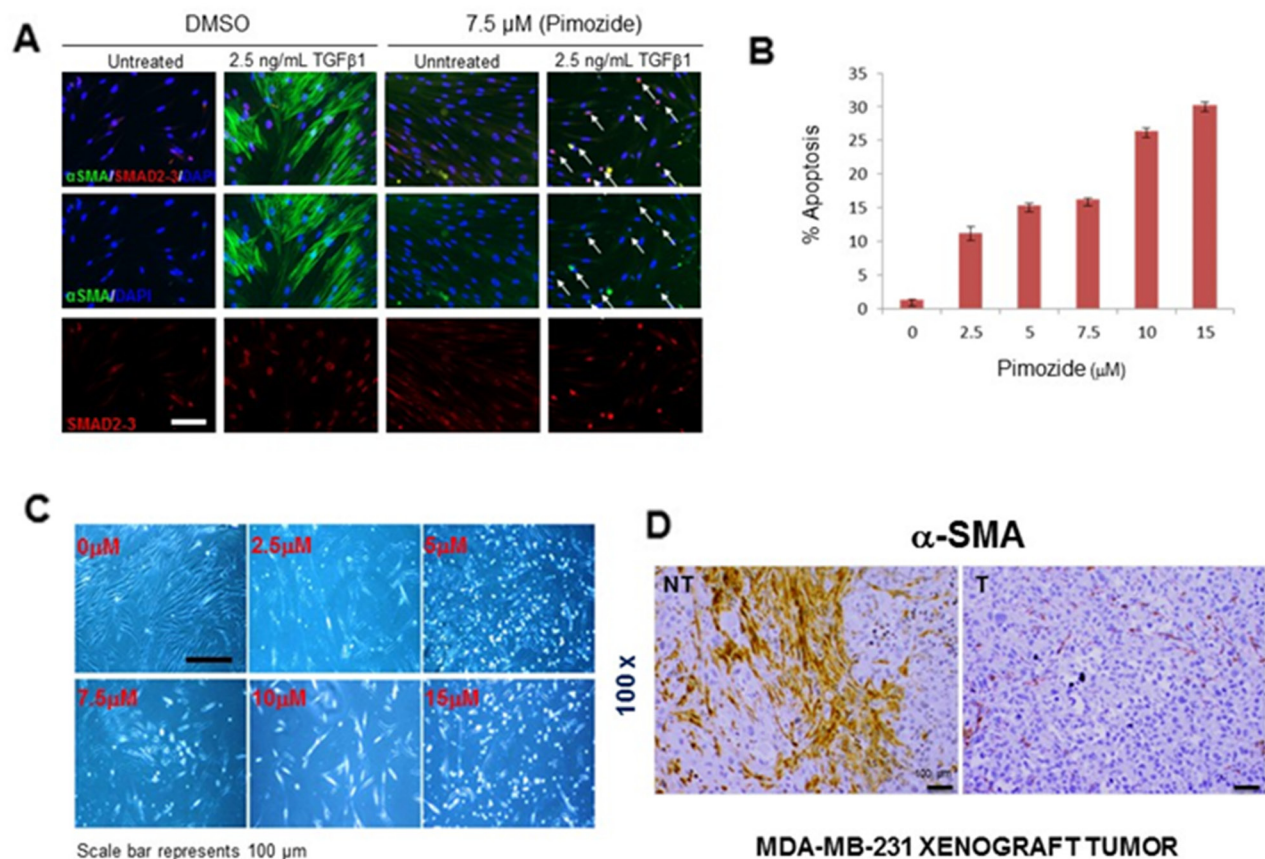 A
DMSO
7.5 µM (Pimozide)
Untreated
2.5 ng/mL TGFβ1
Unntreated
2.5 ng/mL TGFβ1
αSMA/SMAD2-3/DAPI
αSMA/DAPI
SMAD2-3
B
35
30
25
20
15
10
5
0
% Apoptosis
0
2.5
5
7.5
10
15
Pimozide (µM)
C
0µM
2.5µM
5µM
7.5µM
10µM
15µM
Scale bar represents 100 µm
D
α-SMA
NT
T
100 x
100 µm
MDA-MB-231 XENOGRAFT TUMOR